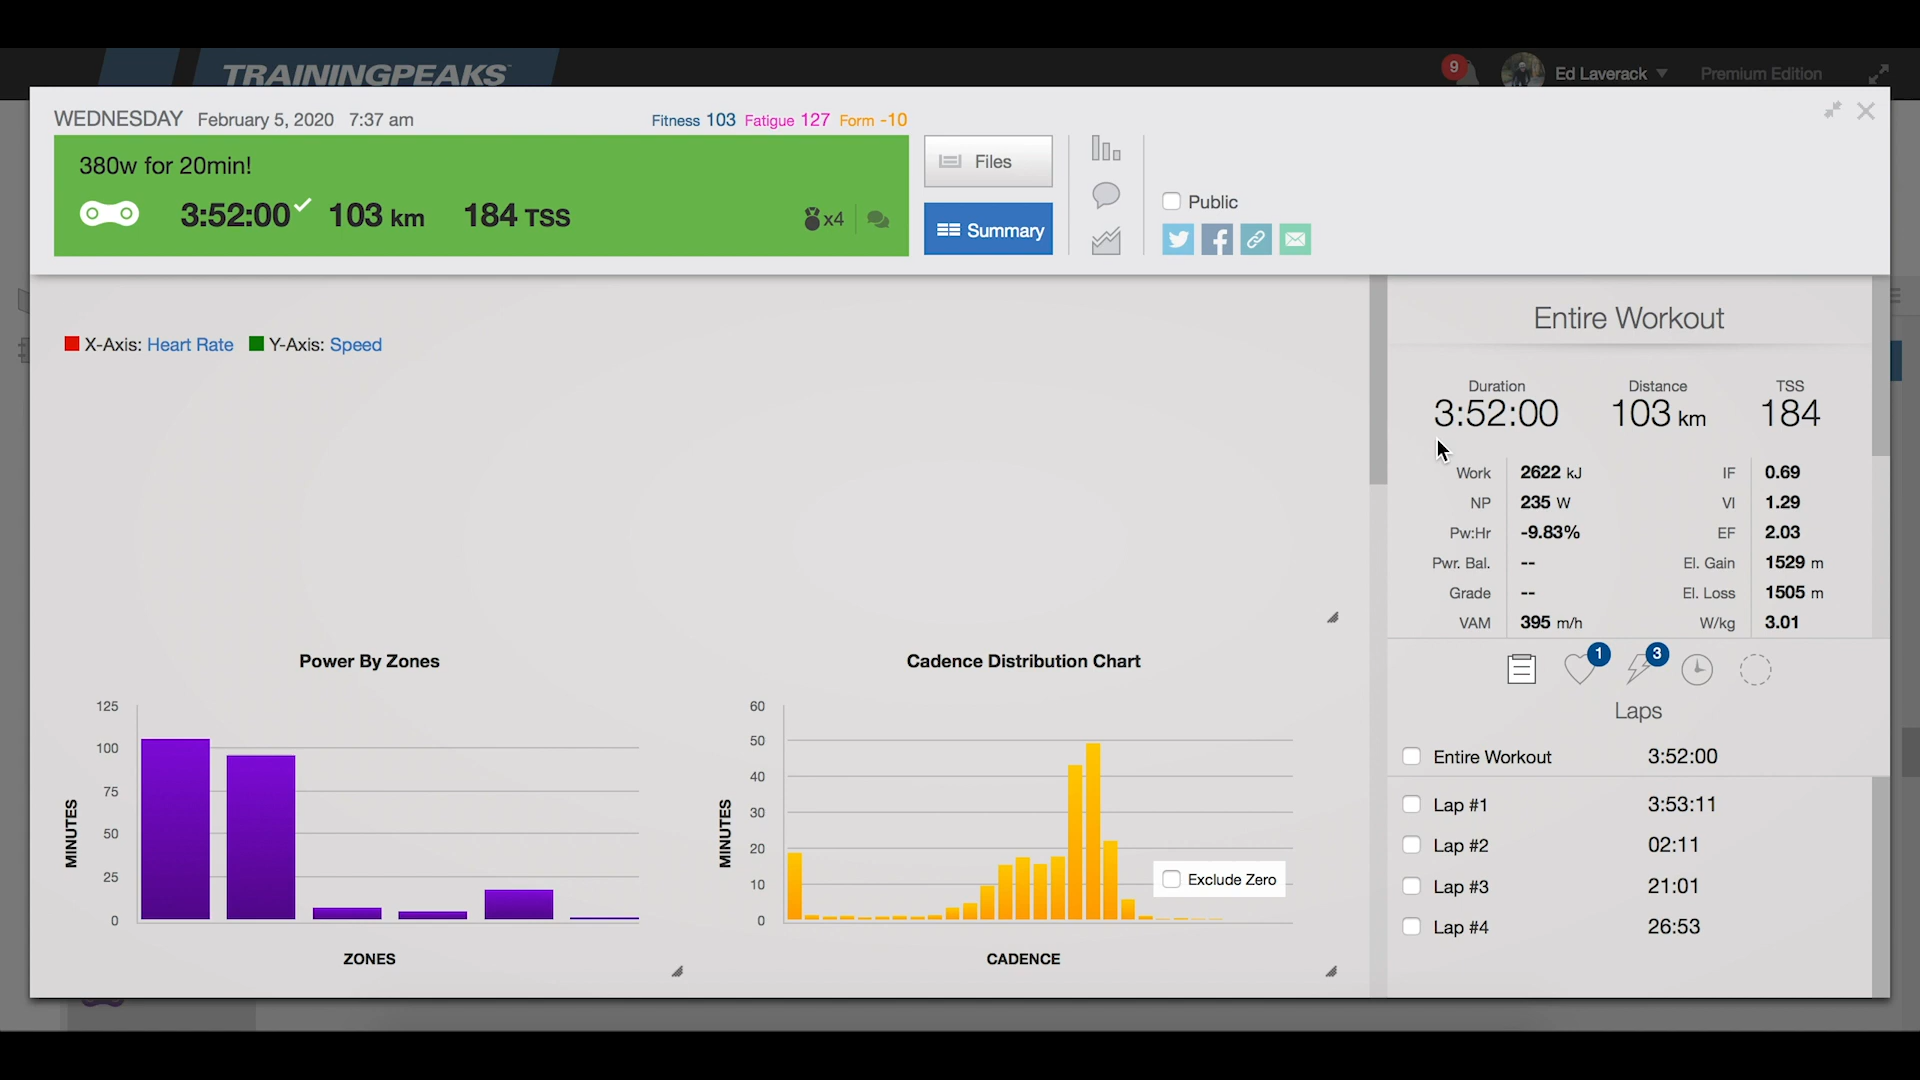 TRAININGPEAKS
9
Ed Laverack
Premium Edition
WEDNESDAY February 5, 2020 7:37 am
Fitness 103 Fatigue 127 Form -10
380w for 20min!
3:52:00 103 km 184 TSS
x4
Files
Summary
Public
X-Axis: Heart Rate Y-Axis: Speed
Entire Workout
Duration Distance TSS
3:52:00 103 km 184
Work 2622 kJ IF 0.69
NP 235 W VI 1.29
Pw:Hr -9.83% EF 2.03
Pwr. Bal. -- El. Gain 1529 m
Grade -- El. Loss 1505 m
VAM 395 m/h W/kg 3.01
1 3
Laps
Entire Workout 3:52:00
Lap #1 3:53:11
Lap #2 02:11
Lap #3 21:01
Lap #4 26:53
Power By Zones
125
100
75
50
25
0
MINUTES
ZONES
Cadence Distribution Chart
60
50
40
30
20
10
0
MINUTES
Exclude Zero
CADENCE